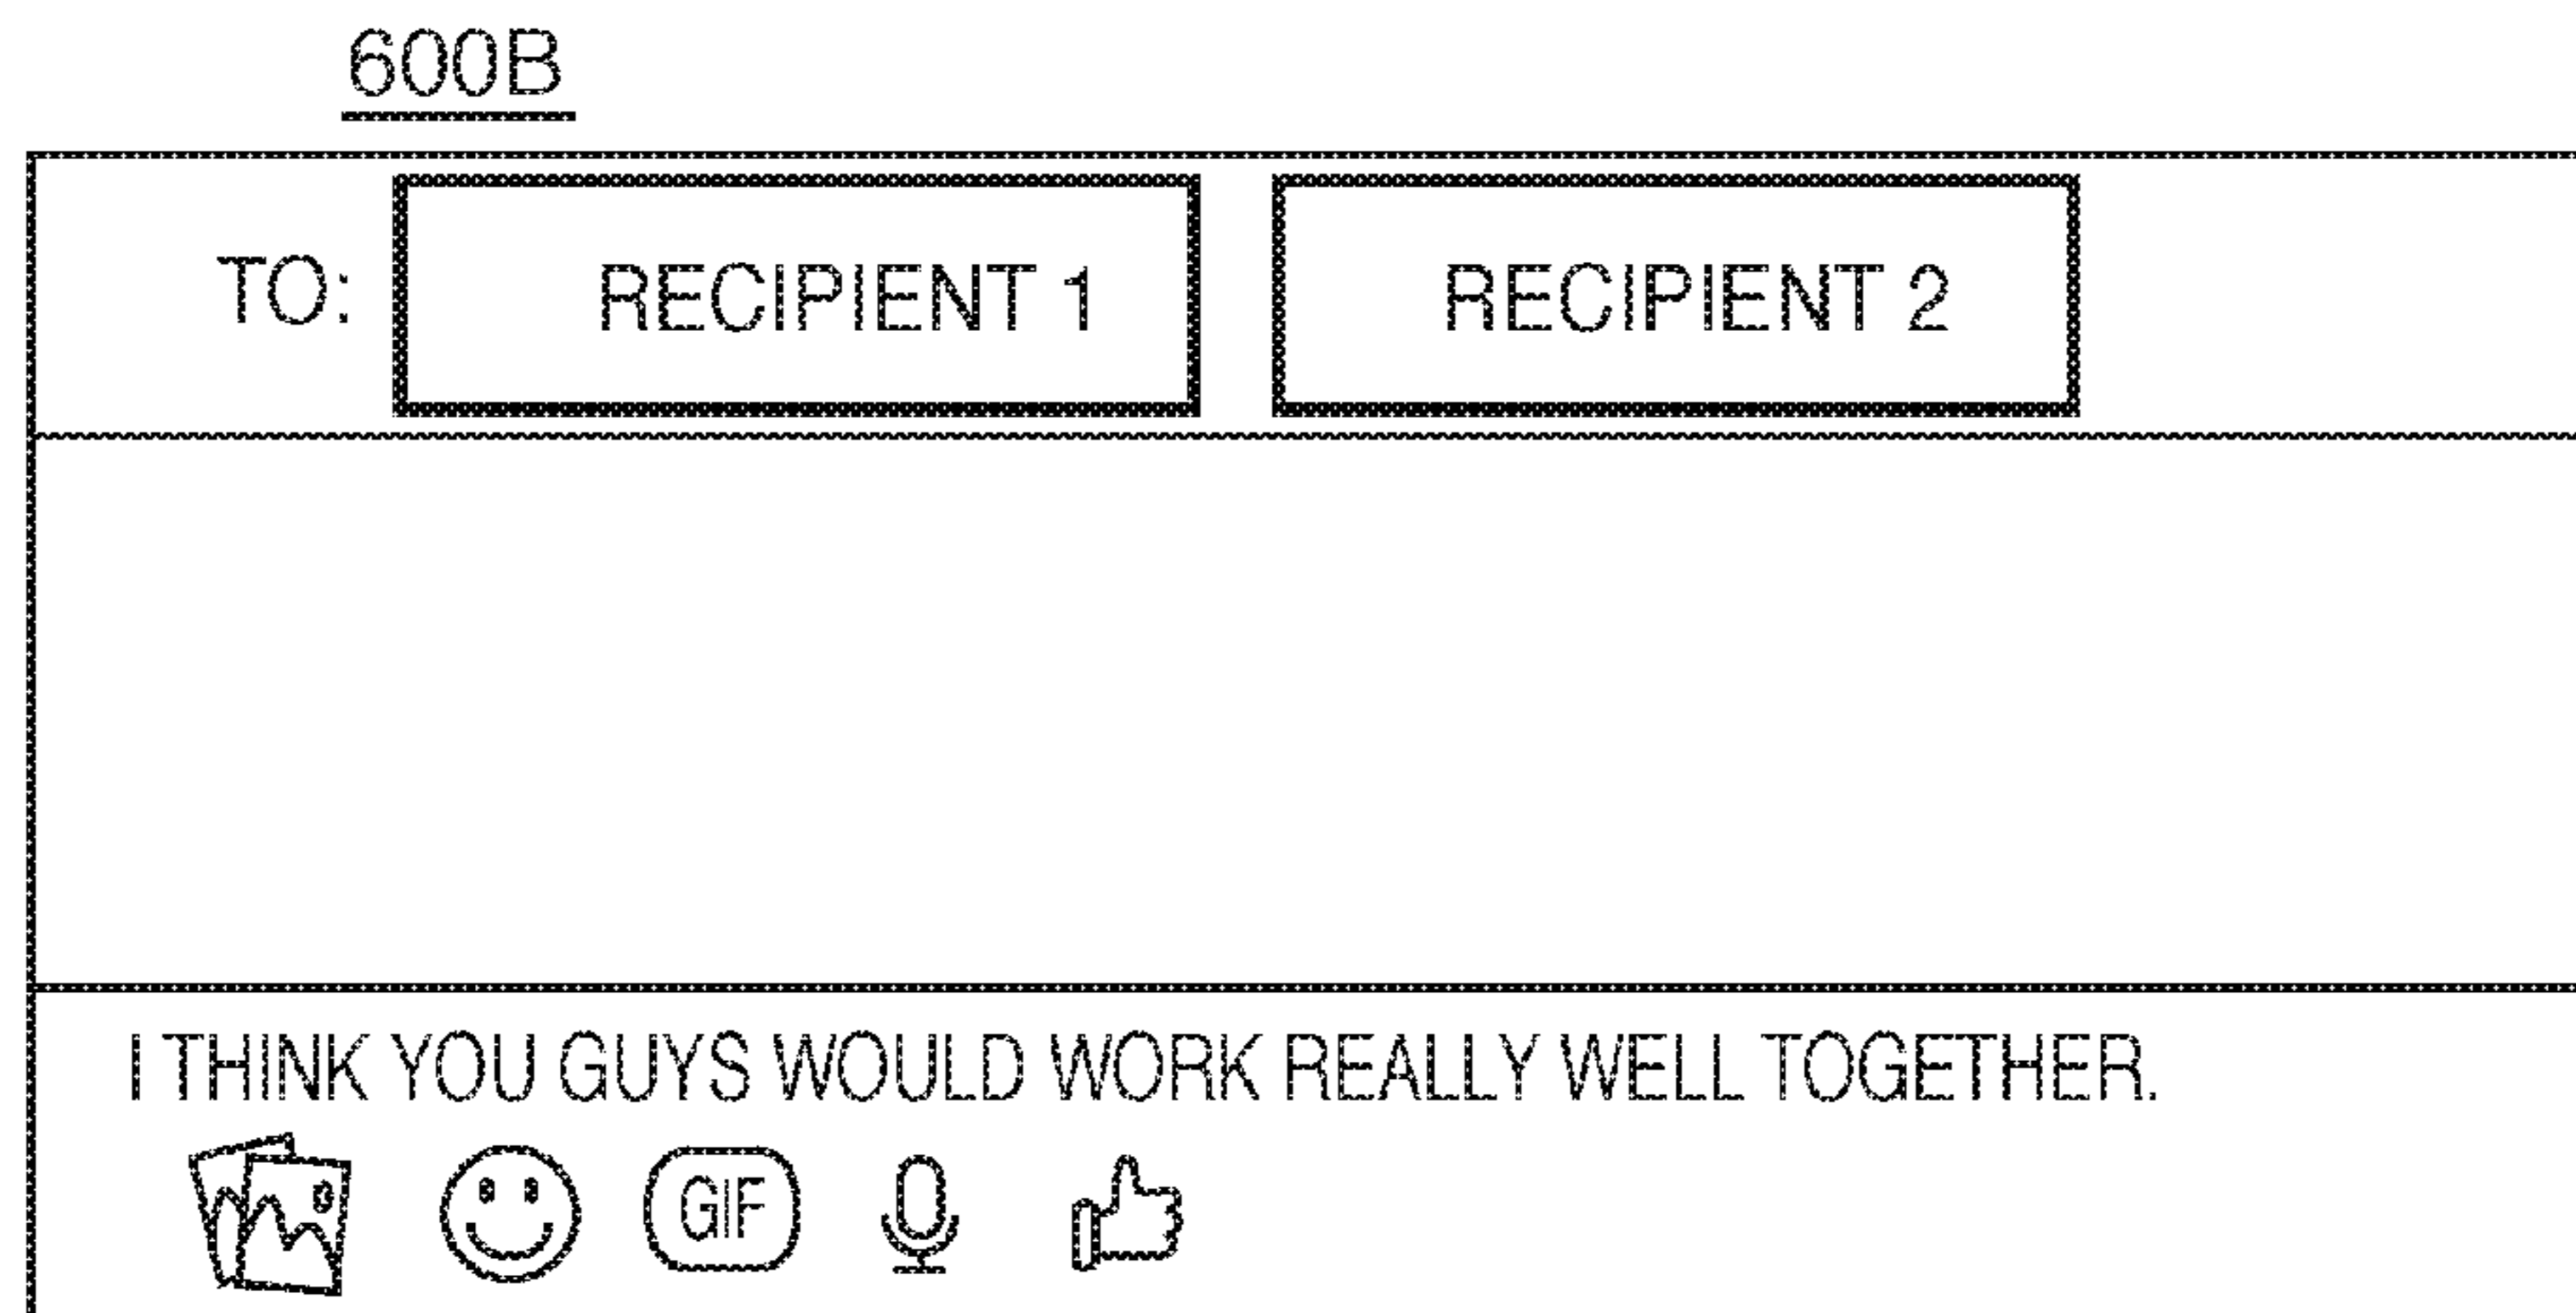 600B
TO: RECIPIENT 1 RECIPIENT 2
I THINK YOU GUYS WOULD WORK REALLY WELL TOGETHER.
GIF